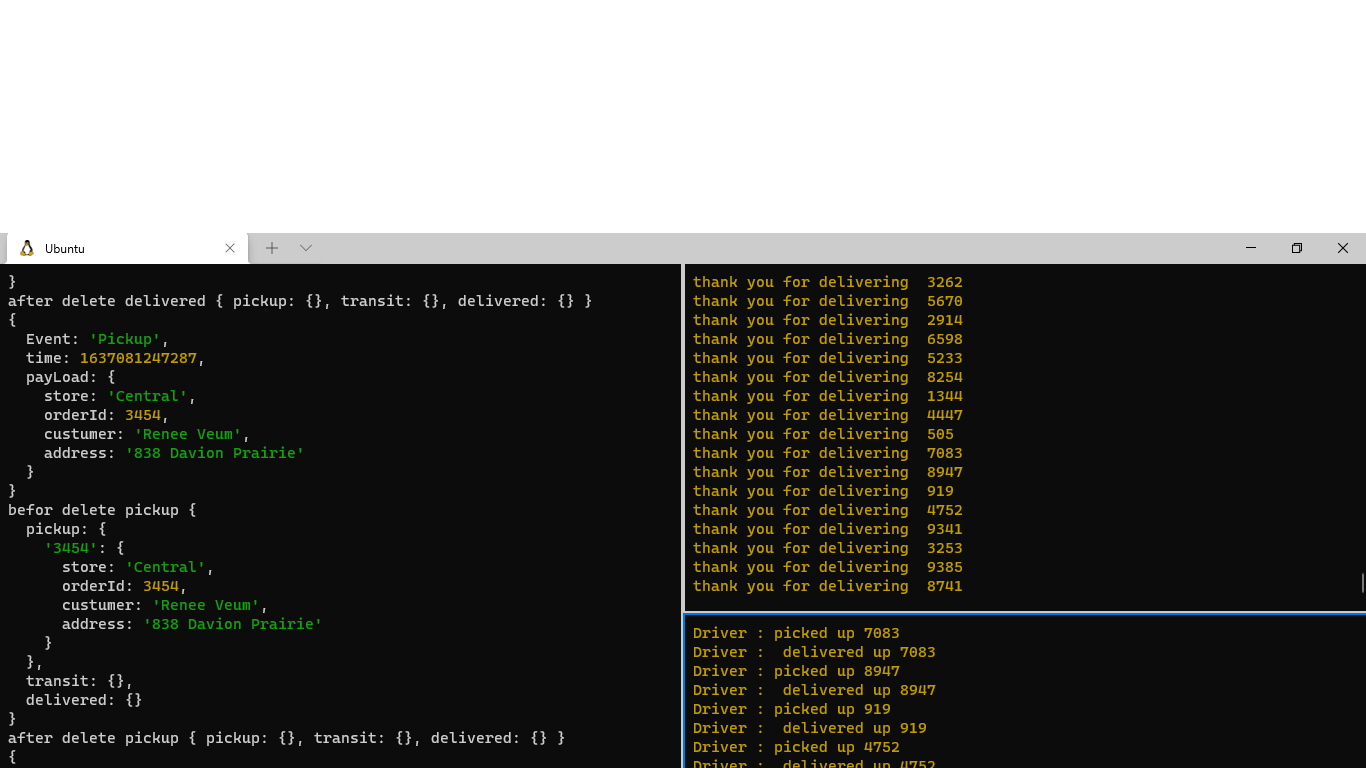 Ubuntu
}
after delete delivered { pickup: {}, transit: {}, delivered: {} }
{
  Event: 'Pickup',
  time: 1637081247287,
  payLoad: {
    store: 'Central',
    orderId: 3454,
    custumer: 'Renee Veum',
    address: '838 Davion Prairie'
  }
}
befor delete pickup {
  pickup: {
    '3454': {
      store: 'Central',
      orderId: 3454,
      custumer: 'Renee Veum',
      address: '838 Davion Prairie'
    }
  },
  transit: {},
  delivered: {}
}
after delete pickup { pickup: {}, transit: {}, delivered: {} }
{
thank you for delivering  3262
thank you for delivering  5670
thank you for delivering  2914
thank you for delivering  6598
thank you for delivering  5233
thank you for delivering  8254
thank you for delivering  1344
thank you for delivering  4447
thank you for delivering  505
thank you for delivering  7083
thank you for delivering  8947
thank you for delivering  919
thank you for delivering  4752
thank you for delivering  9341
thank you for delivering  3253
thank you for delivering  9385
thank you for delivering  8741
Driver : picked up 7083
Driver :  delivered up 7083
Driver : picked up 8947
Driver :  delivered up 8947
Driver : picked up 919
Driver :  delivered up 919
Driver : picked up 4752
Driver :  delivered up 4752